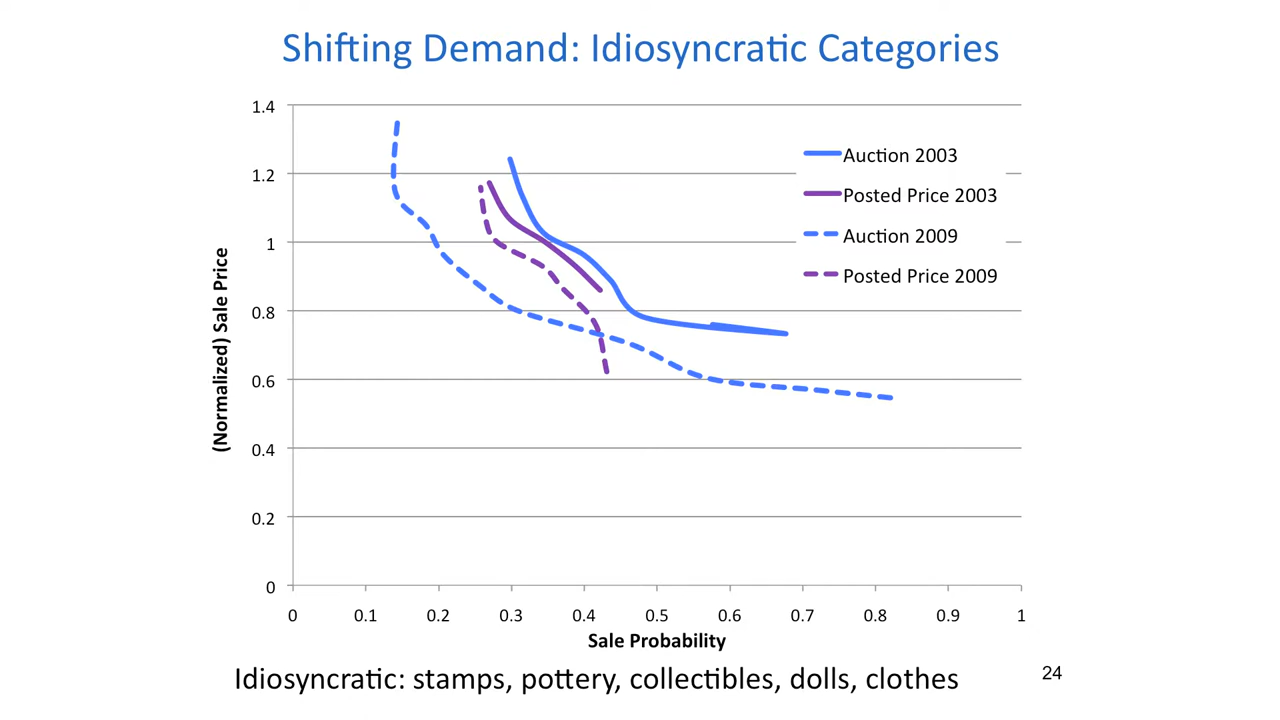 Shifting Demand: Idiosyncratic Categories
1.4
1.2
1
0.8
0.6
0.4
0.2
0
(Normalized) Sale Price
Auction 2003
Posted Price 2003
Auction 2009
Posted Price 2009
0 0.1 0.2 0.3 0.4 0.5 0.6 0.7 0.8 0.9 1
Sale Probability
Idiosyncratic: stamps, pottery, collectibles, dolls, clothes
24